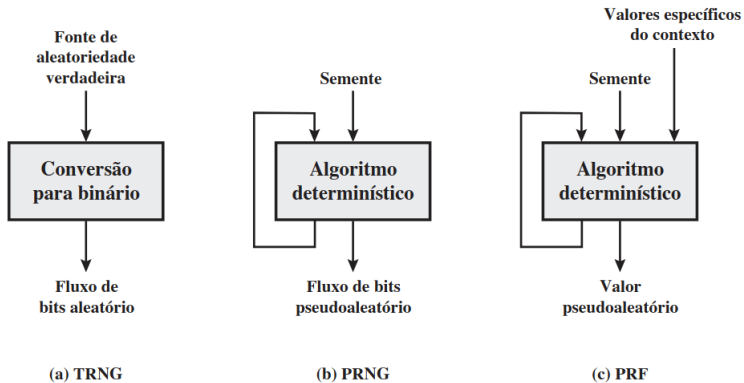 Fonte de
aleatoriedade
verdadeira
Conversão
para binário
Fluxo de
bits aleatório
(a) TRNG
Semente
Algoritmo
determinístico
Fluxo de bits
pseudoaleatório
(b) PRNG
Valores específicos
do contexto
Semente
Algoritmo
determinístico
Valor
pseudoaleatório
(c) PRF